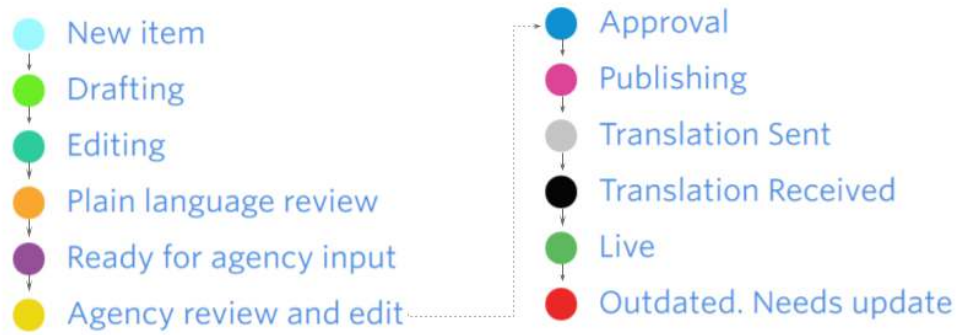 New item
Drafting
Editing
Plain language review
Ready for agency input
Agency review and edit
Approval
Publishing
Translation Sent
Translation Received
Live
Outdated. Needs update